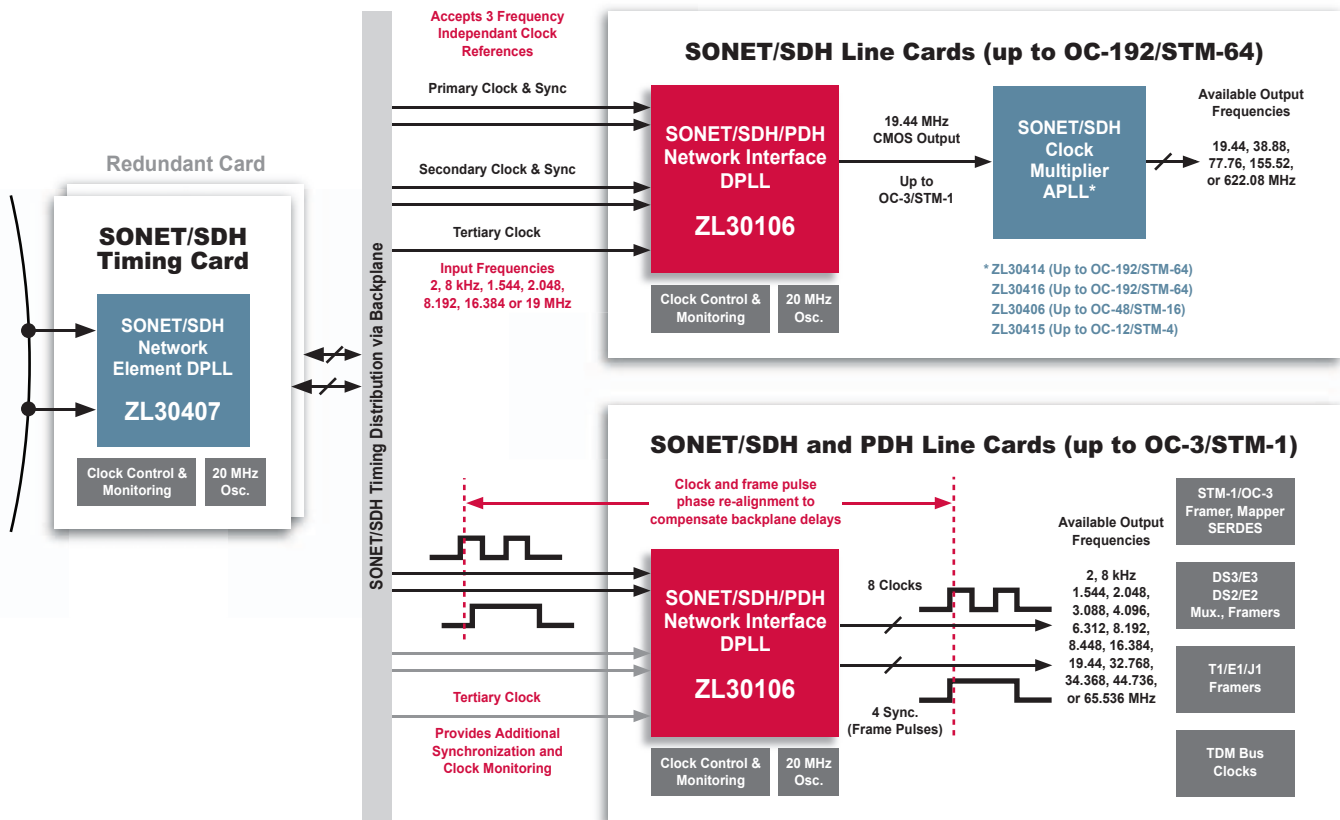 Accepts 3 Frequency
Independant Clock
References
Primary Clock & Sync
Secondary Clock & Sync
Tertiary Clock
Input Frequencies
2, 8 kHz, 1.544, 2.048,
8.192, 16.384 or 19 MHz
Redundant Card
SONET/SDH
Timing Card
SONET/SDH
Network
Element DPLL
ZL30407
Clock Control &
Monitoring
20 MHz
Osc.
SONET/SDH Timing Distribution via Backplane
SONET/SDH Line Cards (up to OC-192/STM-64)
SONET/SDH/PDH
Network Interface
DPLL
ZL30106
Clock Control &
Monitoring
20 MHz
Osc.
19.44 MHz
CMOS Output
Up to
OC-3/STM-1
SONET/SDH
Clock
Multiplier
APLL*
Available Output
Frequencies
19.44, 38.88,
77.76, 155.52,
or 622.08 MHz
* ZL30414 (Up to OC-192/STM-64)
ZL30416 (Up to OC-192/STM-64)
ZL30406 (Up to OC-48/STM-16)
ZL30415 (Up to OC-12/STM-4)
SONET/SDH and PDH Line Cards (up to OC-3/STM-1)
Clock and frame pulse
phase re-alignment to
compensate backplane delays
Tertiary Clock
Provides Additional
Synchronization and
Clock Monitoring
SONET/SDH/PDH
Network Interface
DPLL
ZL30106
Clock Control &
Monitoring
20 MHz
Osc.
8 Clocks
4 Sync.
(Frame Pulses)
Available Output
Frequencies
2, 8 kHz
1.544, 2.048,
3.088, 4.096,
6.312, 8.192,
8.448, 16.384,
19.44, 32.768,
34.368, 44.736,
or 65.536 MHz
STM-1/OC-3
Framer, Mapper
SERDES
DS3/E3
DS2/E2
Mux., Framers
T1/E1/J1
Framers
TDM Bus
Clocks